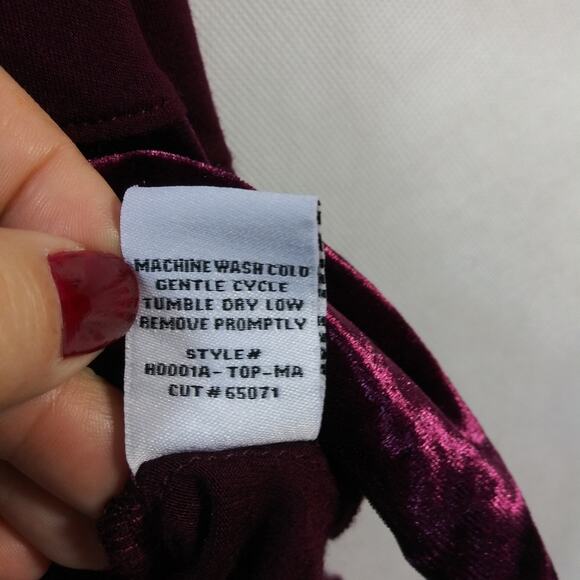 MACHINE WASH COLD
GENTLE CYCLE
TUMBLE DRY LOW
REMOVE PROMPTLY
STYLE#
H0001A-TOP-MA
CUT # 65071